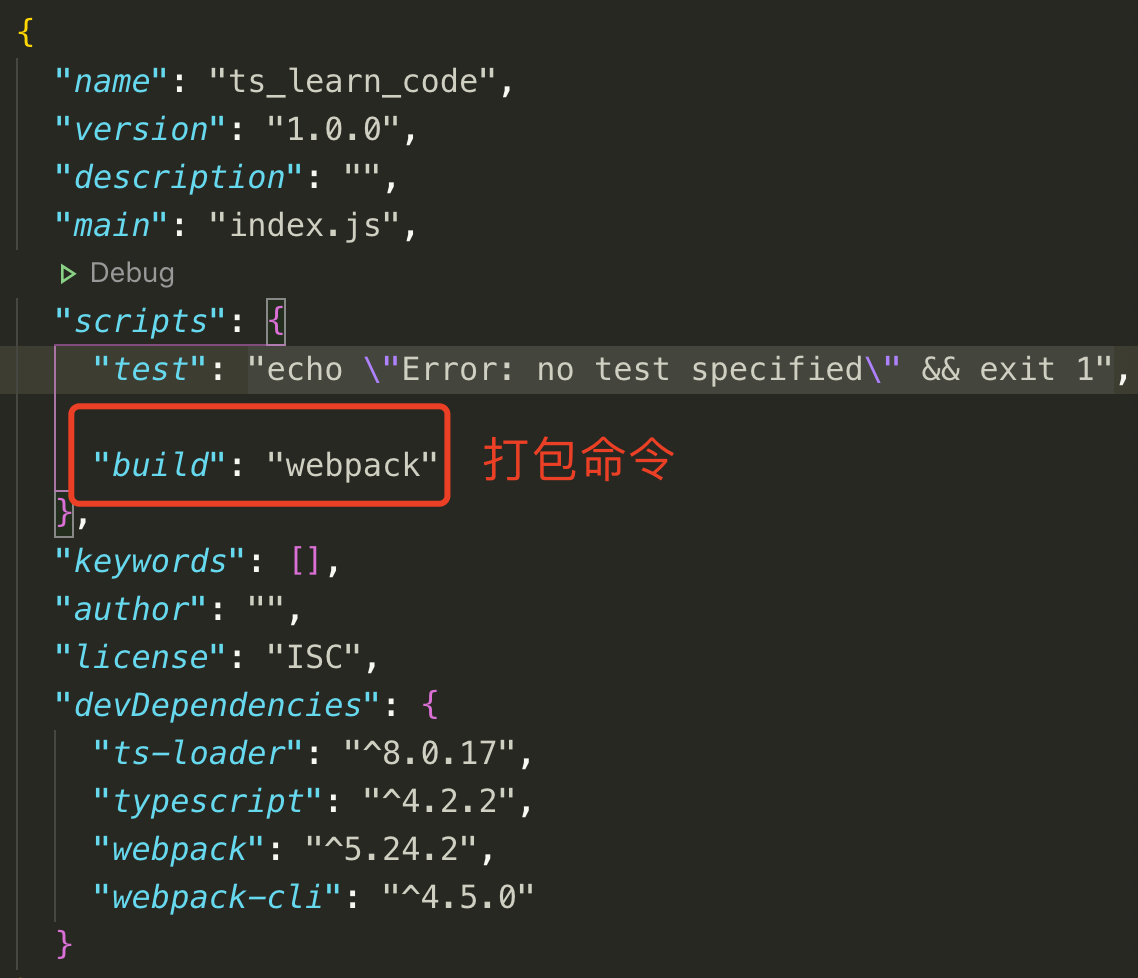 {
"name": "ts_learn_code",
"version": "1.0.0",
"description": "",
"main": "index.js",
Debug
"scripts": {
"test": "echo \"Error: no test specified\" && exit 1",
"build": "webpack" 打包命令
},
"keywords": [],
"author": "",
"license": "ISC",
"devDependencies": {
"ts-loader": "^8.0.17",
"typescript": "^4.2.2",
"webpack": "^5.24.2",
"webpack-cli": "^4.5.0"
}